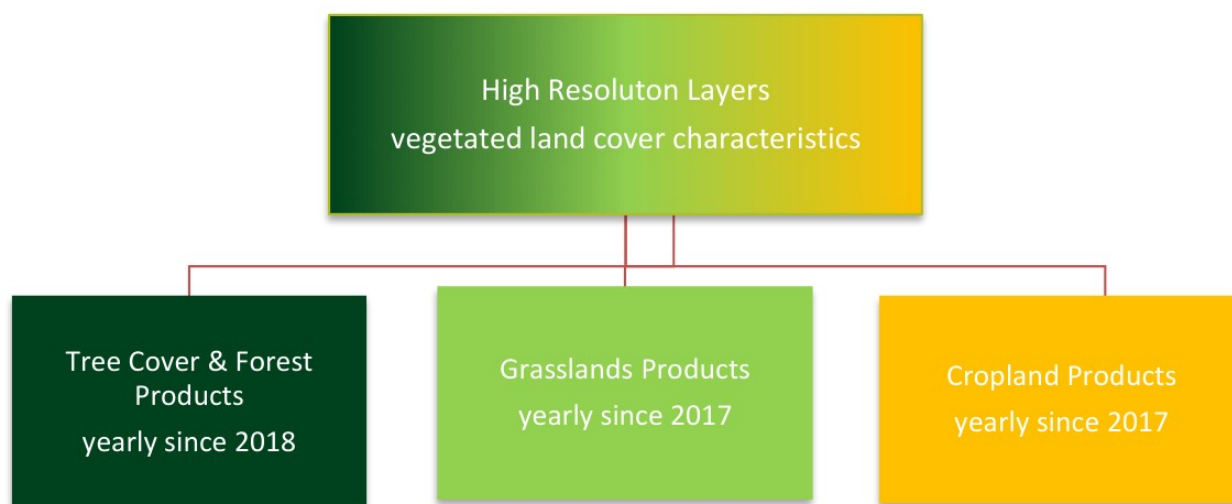 High Resoluton Layers
vegetated land cover characteristics
Tree Cover & Forest
Products
yearly since 2018
Grasslands Products
yearly since 2017
Cropland Products
yearly since 2017